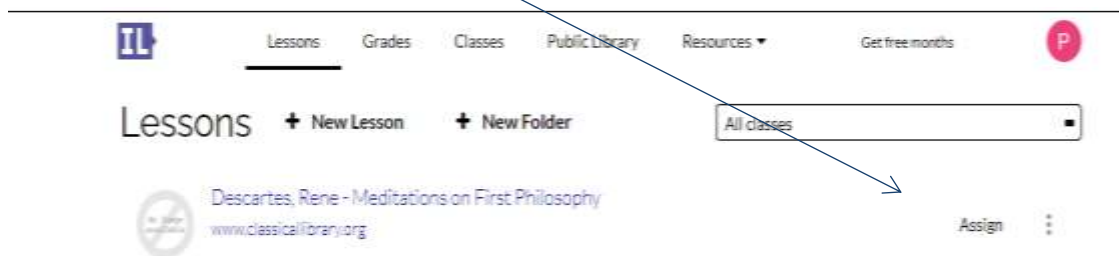 IL Lessons Grades Classes Public Library Resources Get free months P
Lessons + New Lesson + New Folder All classes
Descartes, Rene - Meditations on First Philosophy
www.classicallibrary.org Assign